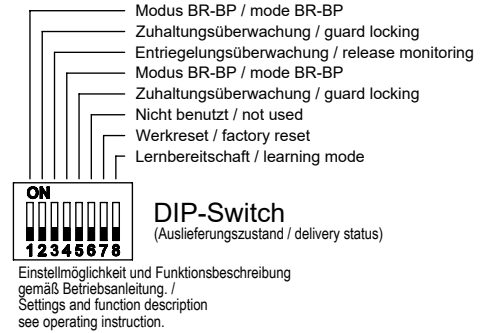 Modus BR-BP / mode BR-BP
Zuhaltungsüberwachung / guard locking
Entriegelungsüberwachung / release monitoring
Modus BR-BP / mode BR-BP
Zuhaltungsüberwachung / guard locking
Nicht benutzt / not used
Werkreset / factory reset
Lernbereitschaft / learning mode
ON
12345678
DIP-Switch
(Auslieferungszustand / delivery status)
Einstellmöglichkeit und Funktionsbeschreibung
gemäß Betriebsanleitung. /
Settings and function description
see operating instruction.